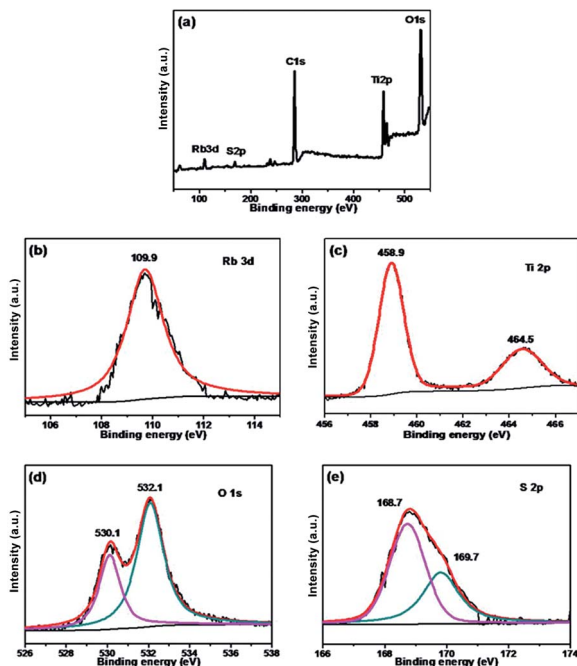 (a)
O1s
C1s
Ti2p
Rb3d
S2p
Intensity (a.u.)
100 200 300 400 500
Binding energy (eV)
(b)
109.9
Rb 3d
Intensity (a.u.)
106 108 110 112 114
Binding energy (eV)
(c)
458.9
Ti 2p
464.5
Intensity (a.u.)
456 458 460 462 464 466
Binding energy (eV)
(d)
532.1
O 1s
530.1
Intensity (a.u.)
526 528 530 532 534 536 538
Binding energy (eV)
(e)
S 2p
168.7
169.7
Intensity (a.u.)
166 168 170 172 174
Binding energy (eV)